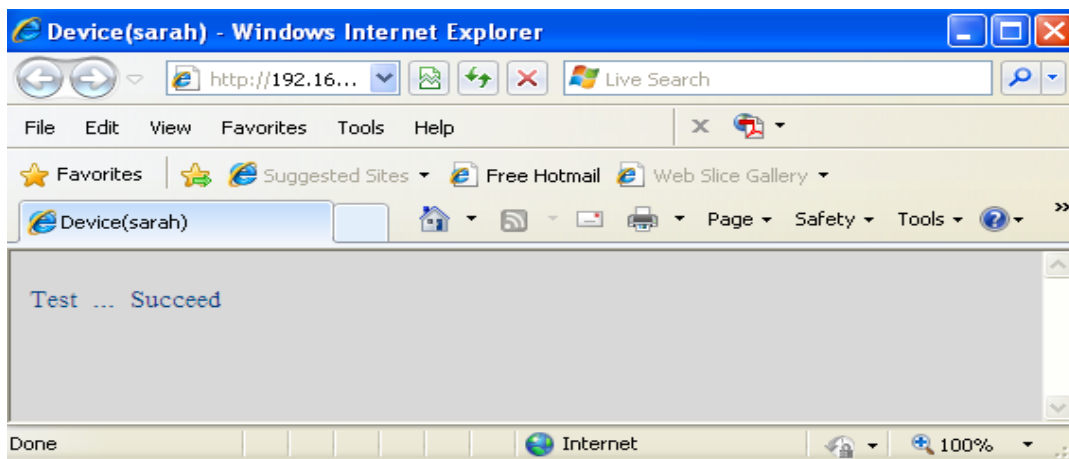 Device(sarah) - Windows Internet Explorer
http://192.16... Live Search
File Edit View Favorites Tools Help
Favorites Suggested Sites Free Hotmail Web Slice Gallery
Device(sarah) Page Safety Tools »
Test ... Succeed
Done Internet 100%